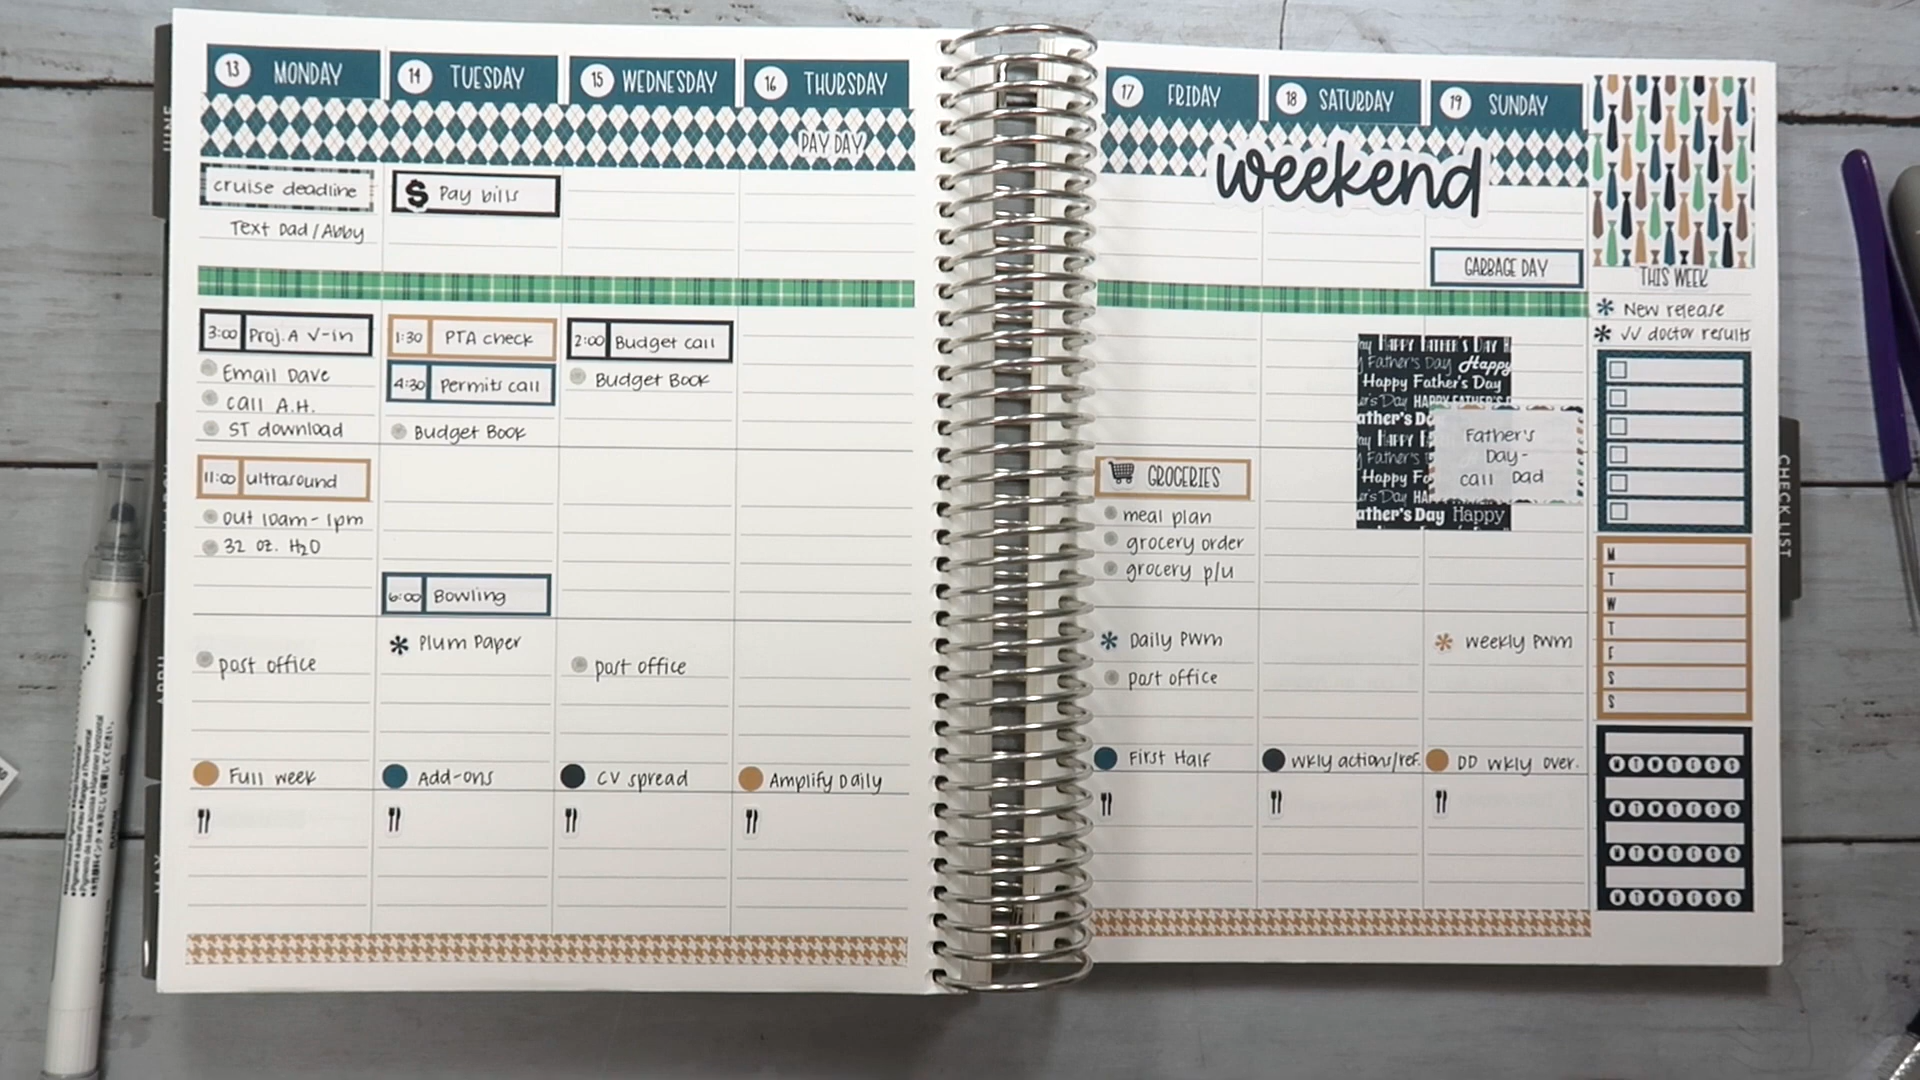 13 MONDAY
14 TUESDAY
15 WEDNESDAY
16 THURSDAY
PAY DAY
cruise deadline
Text Dad/Abby
$ Pay bills
3:00 Proj. A V-in
Email Dave
call A.H.
ST download
11:00 ultrasound
out 10am-1pm
32 oz. H2O
post office
Full week
1:30 PTA check
4:30 Permits call
Budget Book
6:00 Bowling
* Plum Paper
Add-ons
2:00 Budget call
Budget Book
post office
CV spread
Amplify Daily
17 FRIDAY
18 SATURDAY
19 SUNDAY
weekend
GROCERIES
meal plan
grocery order
grocery p/u
* Daily PWM
post office
First Half
wkly actions/ref.
GARBAGE DAY
Happy Father's Day
Father's
Day-
call Dad
* weekly PWM
DD wkly over.
THIS WEEK
* New release
* VV doctor results
M
T
W
T
F
S
S
M T W T F S S
M T W T F S S
M T W T F S S
M T W T F S S
JUNE
APRIL
MAY
CHECK LIST